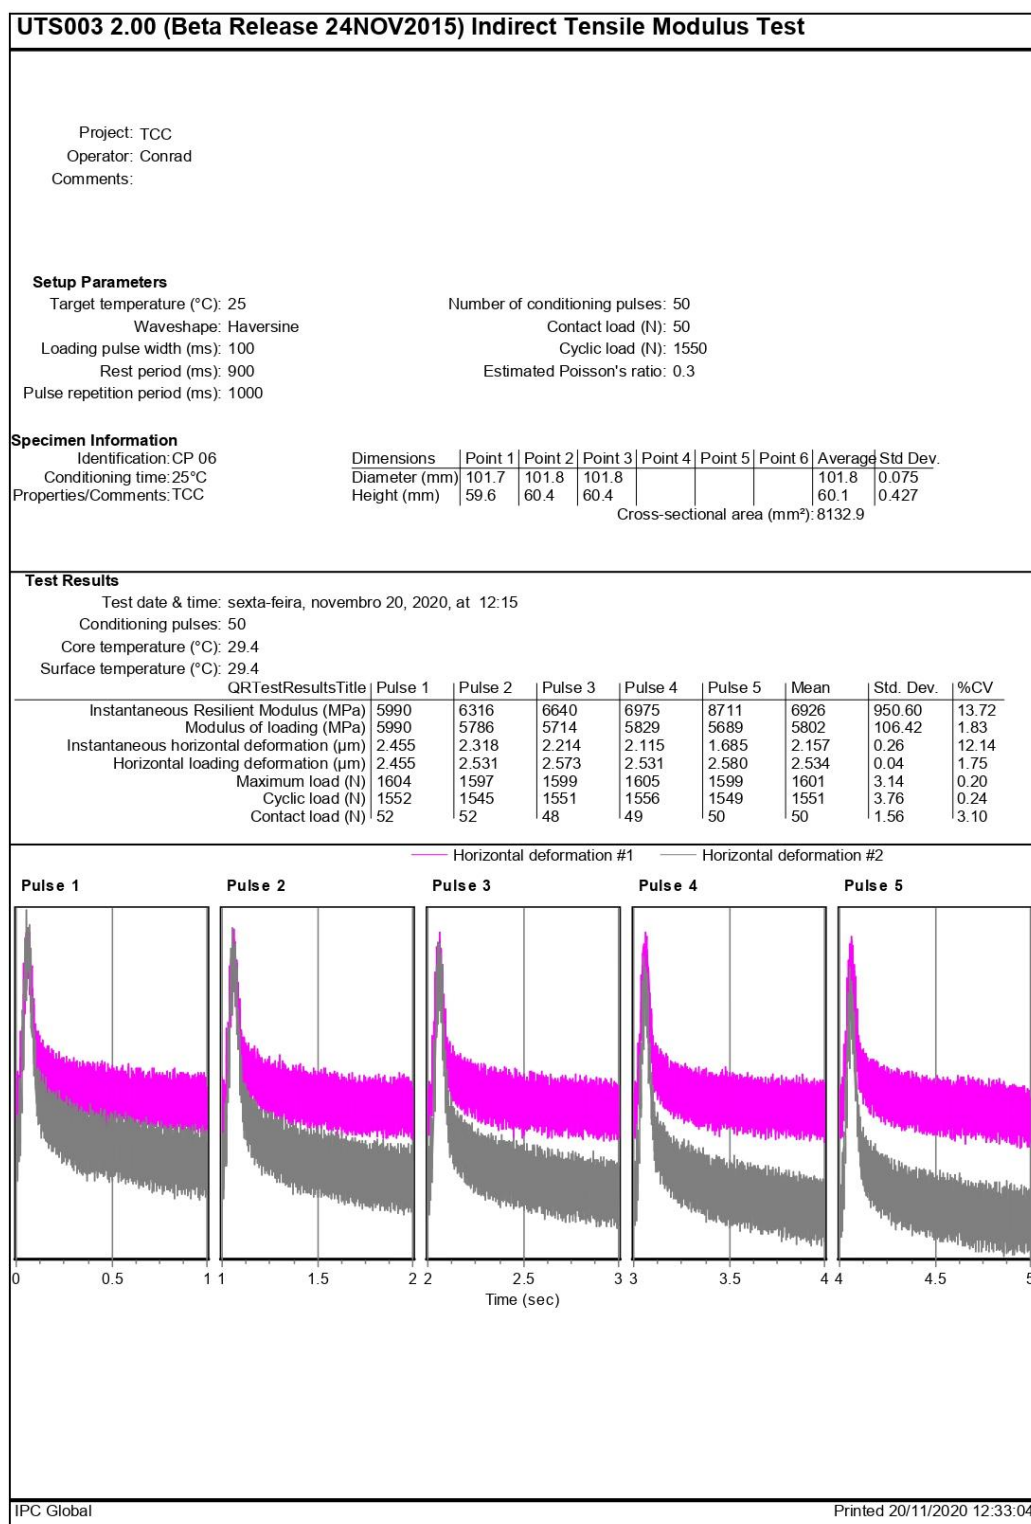 UTS003 2.00 (Beta Release 24NOV2015) Indirect Tensile Modulus Test
Project: TCC
Operator: Conrad
Comments:
Setup Parameters
Target temperature (°C): 25 Number of conditioning pulses: 50
Waveshape: Haversine Contact load (N): 50
Loading pulse width (ms): 100 Cyclic load (N): 1550
Rest period (ms): 900 Estimated Poisson's ratio: 0.3
Pulse repetition period (ms): 1000
Specimen Information
Identification: CP 06 Dimensions Point 1 Point 2 Point 3 Point 4 Point 5 Point 6 Average Std Dev.
Conditioning time: 25°C Diameter (mm) 101.7 101.8 101.8 101.8 0.075
Properties/Comments: TCC Height (mm) 59.6 60.4 60.4 60.1 0.427
Cross-sectional area (mm²): 8132.9
Test Results
Test date & time: sexta-feira, novembro 20, 2020, at 12:15
Conditioning pulses: 50
Core temperature (°C): 29.4
Surface temperature (°C): 29.4
QRTestResultsTitle Pulse 1 Pulse 2 Pulse 3 Pulse 4 Pulse 5 Mean Std. Dev. %CV
Instantaneous Resilient Modulus (MPa) 5990 6316 6640 6975 8711 6926 950.60 13.72
Modulus of loading (MPa) 5990 5786 5714 5829 5689 5802 106.42 1.83
Instantaneous horizontal deformation (µm) 2.455 2.318 2.214 2.115 1.685 2.157 0.26 12.14
Horizontal loading deformation (µm) 2.455 2.531 2.573 2.531 2.580 2.534 0.04 1.75
Maximum load (N) 1604 1597 1599 1605 1599 1601 3.14 0.20
Cyclic load (N) 1552 1545 1551 1556 1549 1551 3.76 0.24
Contact load (N) 52 52 48 49 50 50 1.56 3.10
Horizontal deformation #1 Horizontal deformation #2
Pulse 1 Pulse 2 Pulse 3 Pulse 4 Pulse 5
0 0.5 1 1 1.5 2 2 2.5 3 3 3.5 4 4 4.5 5
Time (sec)
IPC Global Printed 20/11/2020 12:33:04